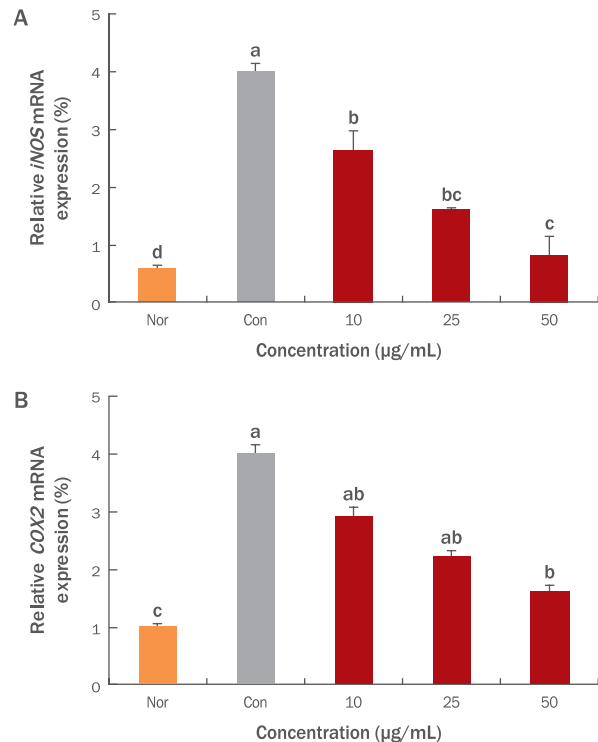 A
Relative iNOS mRNA
expression (%)
5
4
3
2
1
0
a
b
bc
c
d
Nor
Con
10
25
50
Concentration (µg/mL)
B
Relative COX2 mRNA
expression (%)
5
4
3
2
1
0
a
ab
ab
b
c
Nor
Con
10
25
50
Concentration (µg/mL)